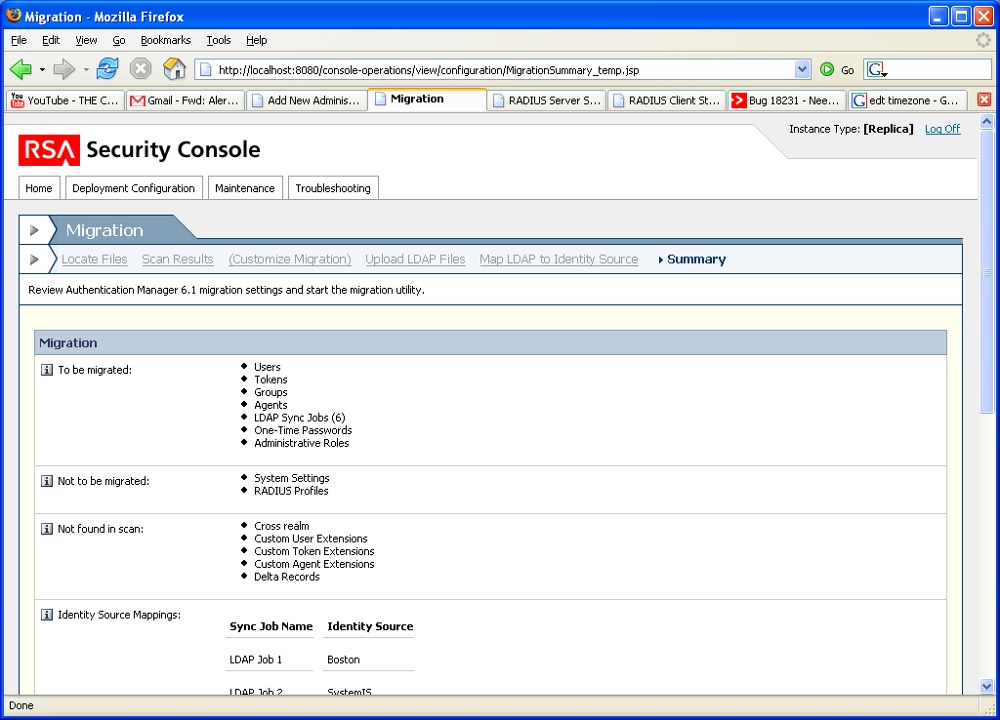 Migration - Mozilla Firefox
File Edit View Go Bookmarks Tools Help
http://localhost:8080/console-operations/view/configuration/MigrationSummary_temp.jsp Go
YouTube - THE C... Gmail - Fwd: Aler... Add New Adminis... Migration RADIUS Server S... RADIUS Client St... Bug 18231 - Nee... edt timezone - G...
Instance Type: [Replica] Log Off
RSA Security Console
Home Deployment Configuration Maintenance Troubleshooting
Migration
Locate Files Scan Results (Customize Migration) Upload LDAP Files Map LDAP to Identity Source Summary
Review Authentication Manager 6.1 migration settings and start the migration utility.
Migration
To be migrated:
Users
Tokens
Groups
Agents
LDAP Sync Jobs (6)
One-Time Passwords
Administrative Roles
Not to be migrated:
System Settings
RADIUS Profiles
Not found in scan:
Cross realm
Custom User Extensions
Custom Token Extensions
Custom Agent Extensions
Delta Records
Identity Source Mappings:
Sync Job Name Identity Source
LDAP Job 1 Boston
LDAP Job 2 SystemIS
Done